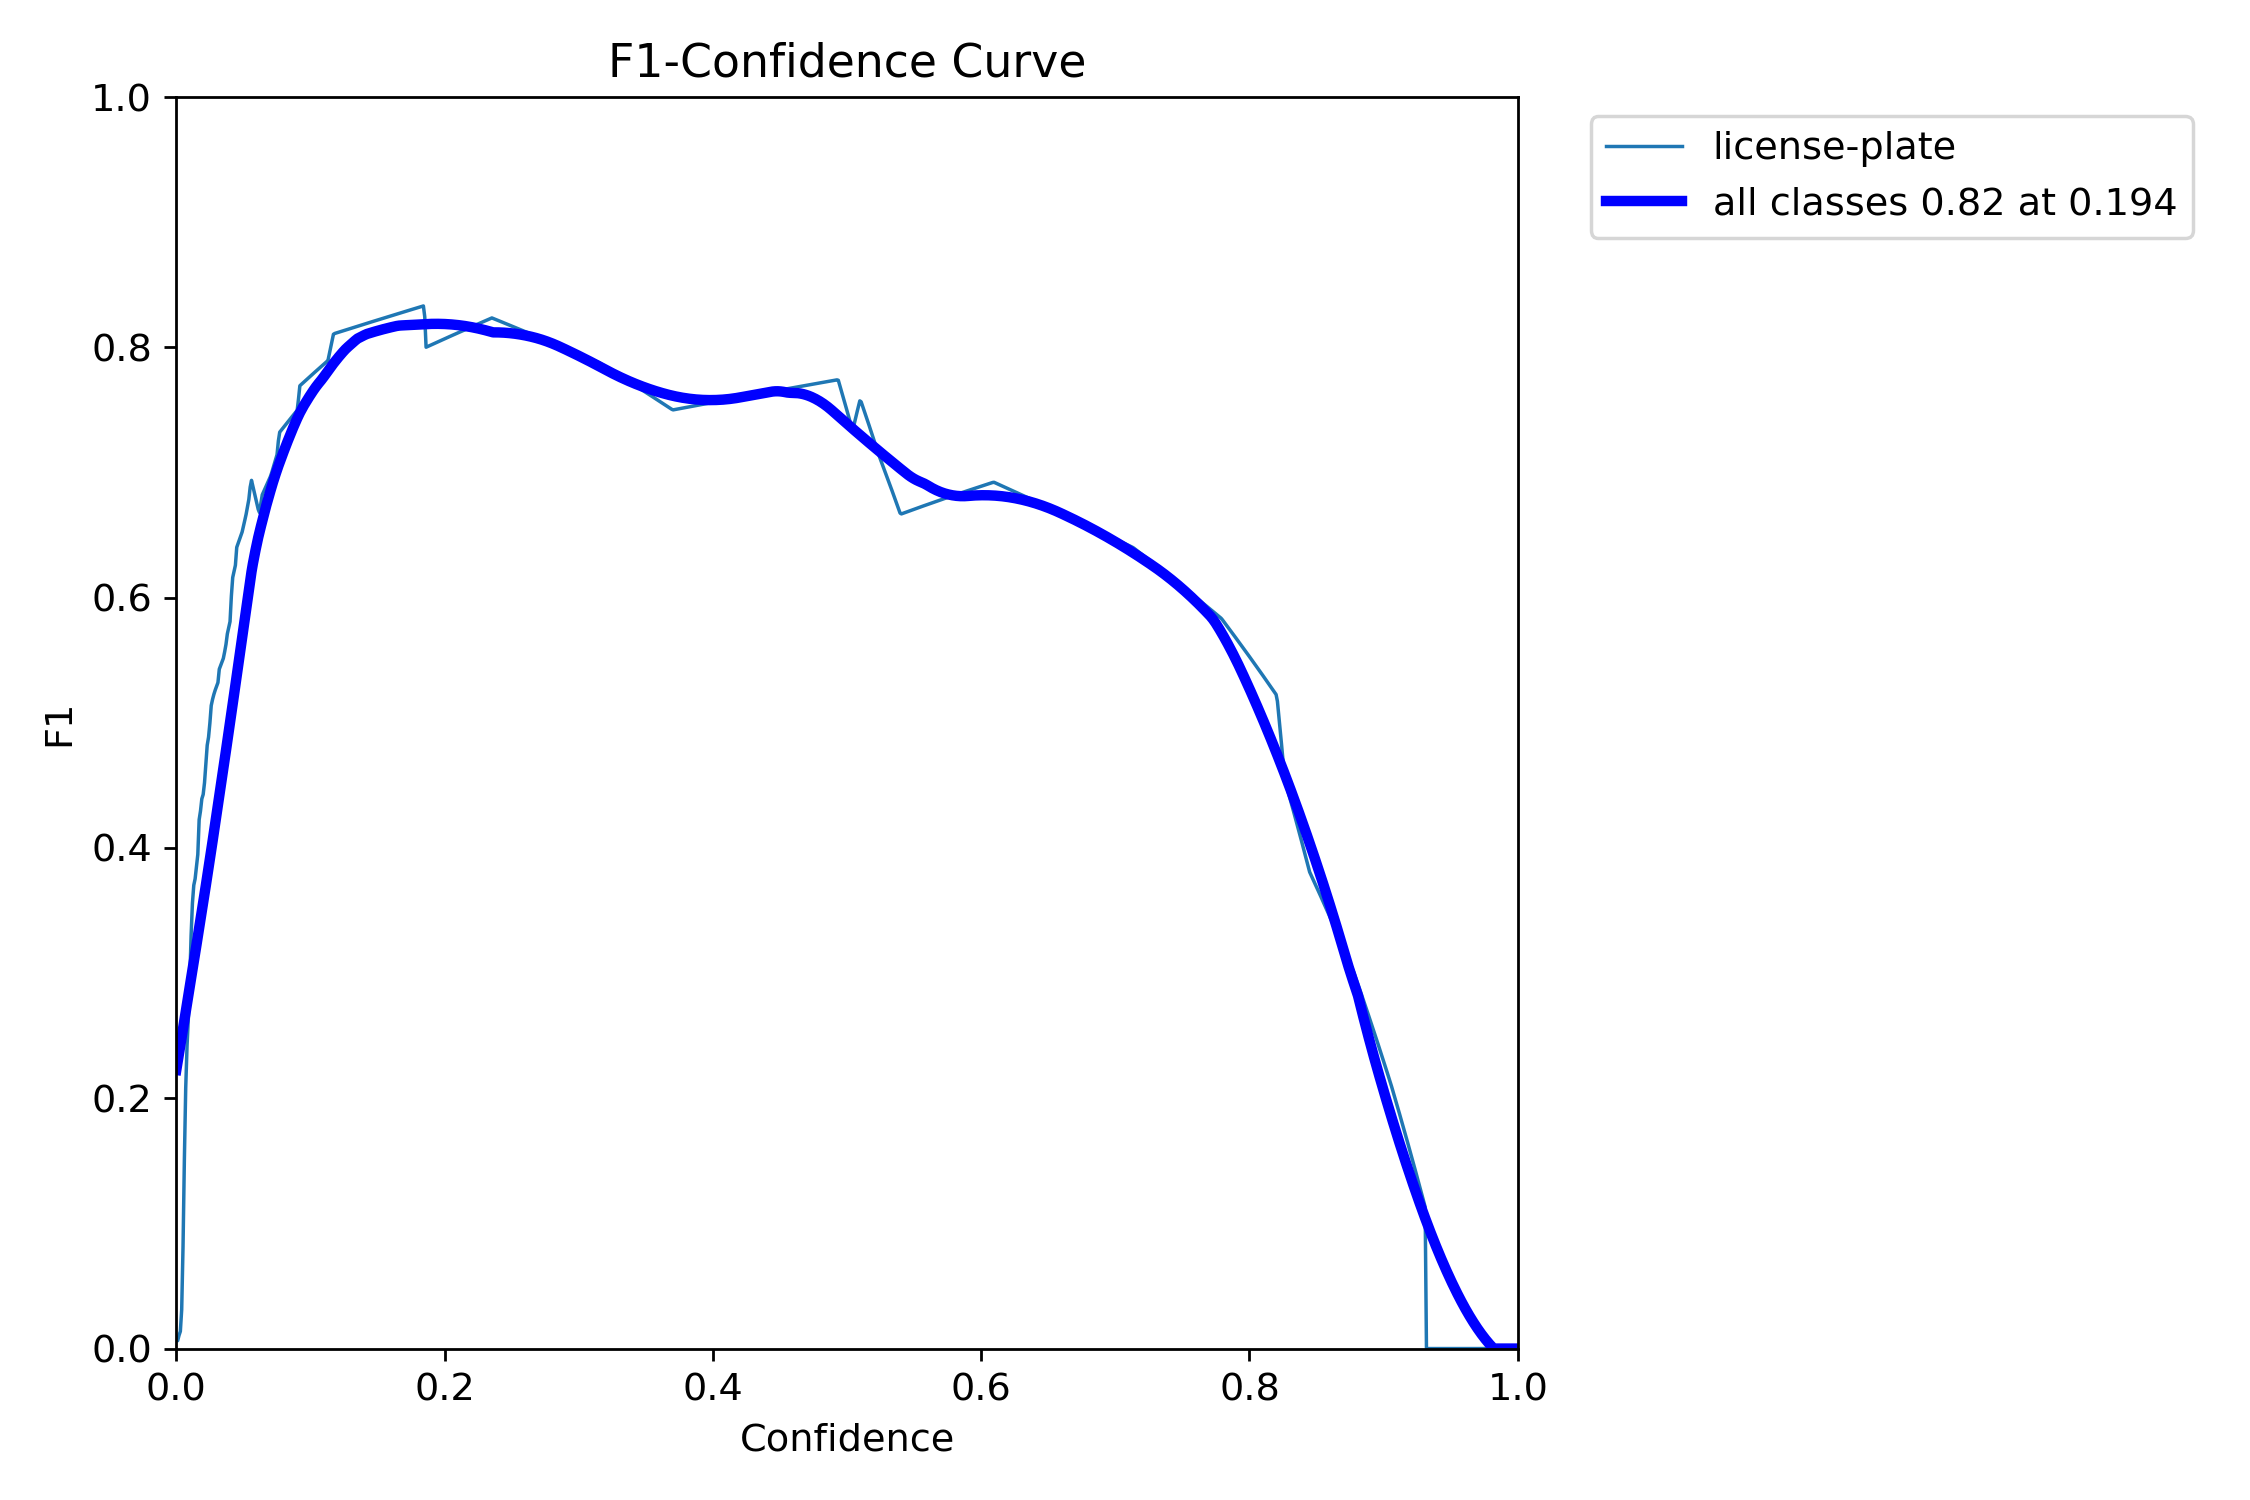 F1-Confidence Curve
1.0
0.8
0.6
0.4
0.2
0.0
F1
0.0 0.2 0.4 0.6 0.8 1.0
Confidence
license-plate
all classes 0.82 at 0.194